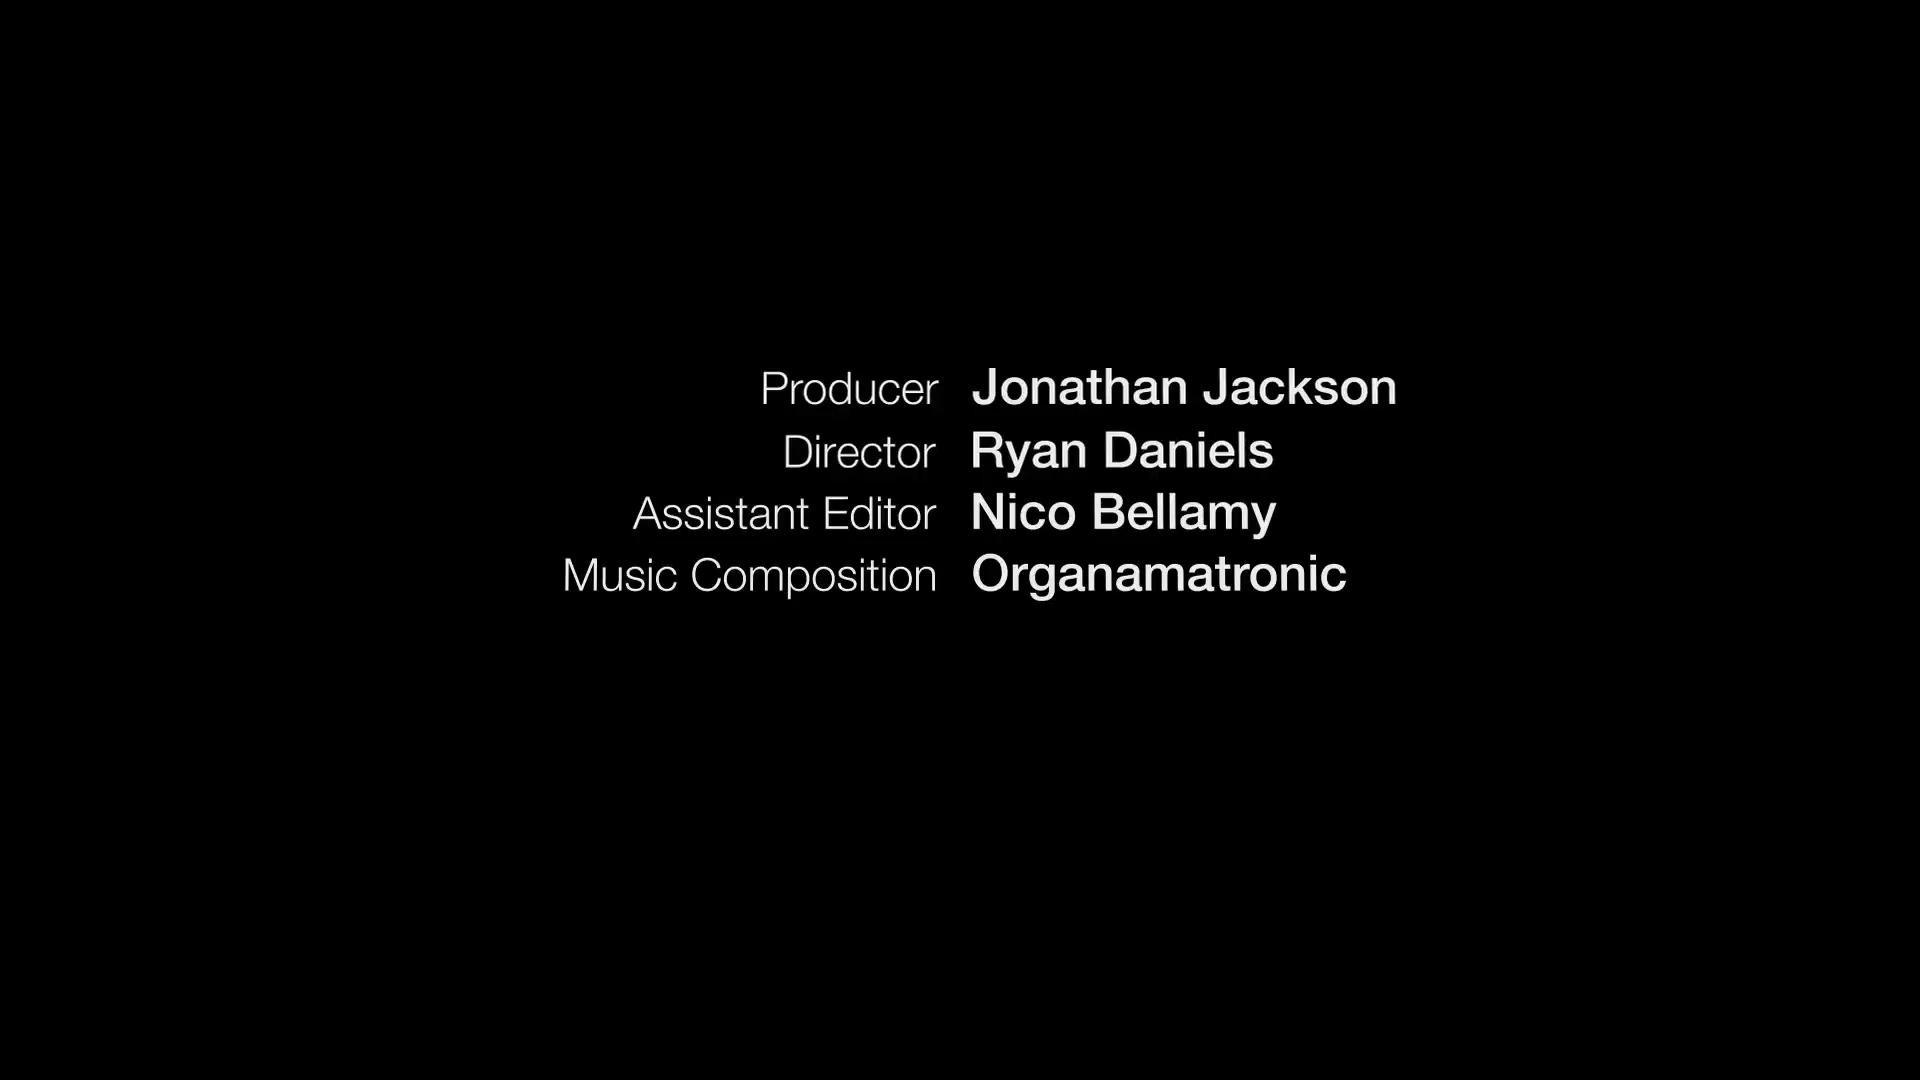 Producer Jonathan Jackson
Director Ryan Daniels
Assistant Editor Nico Bellamy
Music Composition Organamatronic